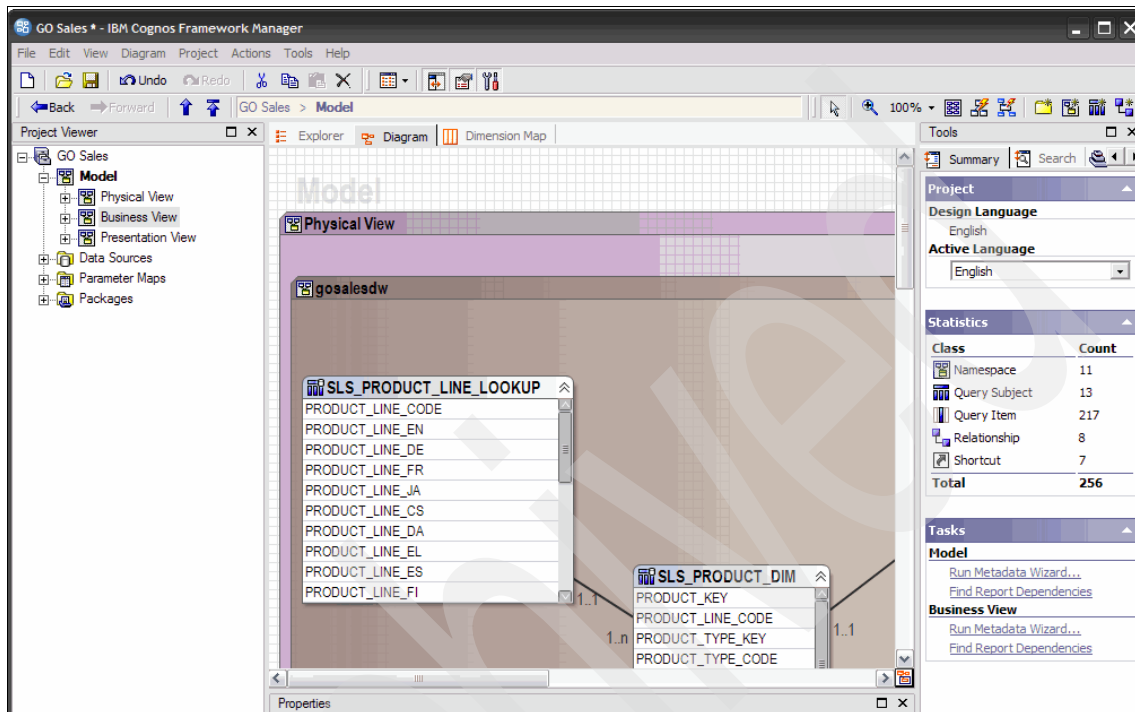 GO Sales * - IBM Cognos Framework Manager
File Edit View Diagram Project Actions Tools Help
Undo Redo
Back Forward GO Sales > Model 100%
Project Viewer
GO Sales
Model
Physical View
Business View
Presentation View
Data Sources
Parameter Maps
Packages
Explorer Diagram Dimension Map
Model
Physical View
gosalesdw
SLS_PRODUCT_LINE_LOOKUP
PRODUCT_LINE_CODE
PRODUCT_LINE_EN
PRODUCT_LINE_DE
PRODUCT_LINE_FR
PRODUCT_LINE_JA
PRODUCT_LINE_CS
PRODUCT_LINE_DA
PRODUCT_LINE_EL
PRODUCT_LINE_ES
PRODUCT_LINE_FI
1..1
1..n
SLS_PRODUCT_DIM
PRODUCT_KEY
PRODUCT_LINE_CODE
PRODUCT_TYPE_KEY
PRODUCT_TYPE_CODE
1..1
Properties
Tools
Summary Search
Project
Design Language
English
Active Language
English
Statistics
Class Count
Namespace 11
Query Subject 13
Query Item 217
Relationship 8
Shortcut 7
Total 256
Tasks
Model
Run Metadata Wizard...
Find Report Dependencies
Business View
Run Metadata Wizard...
Find Report Dependencies